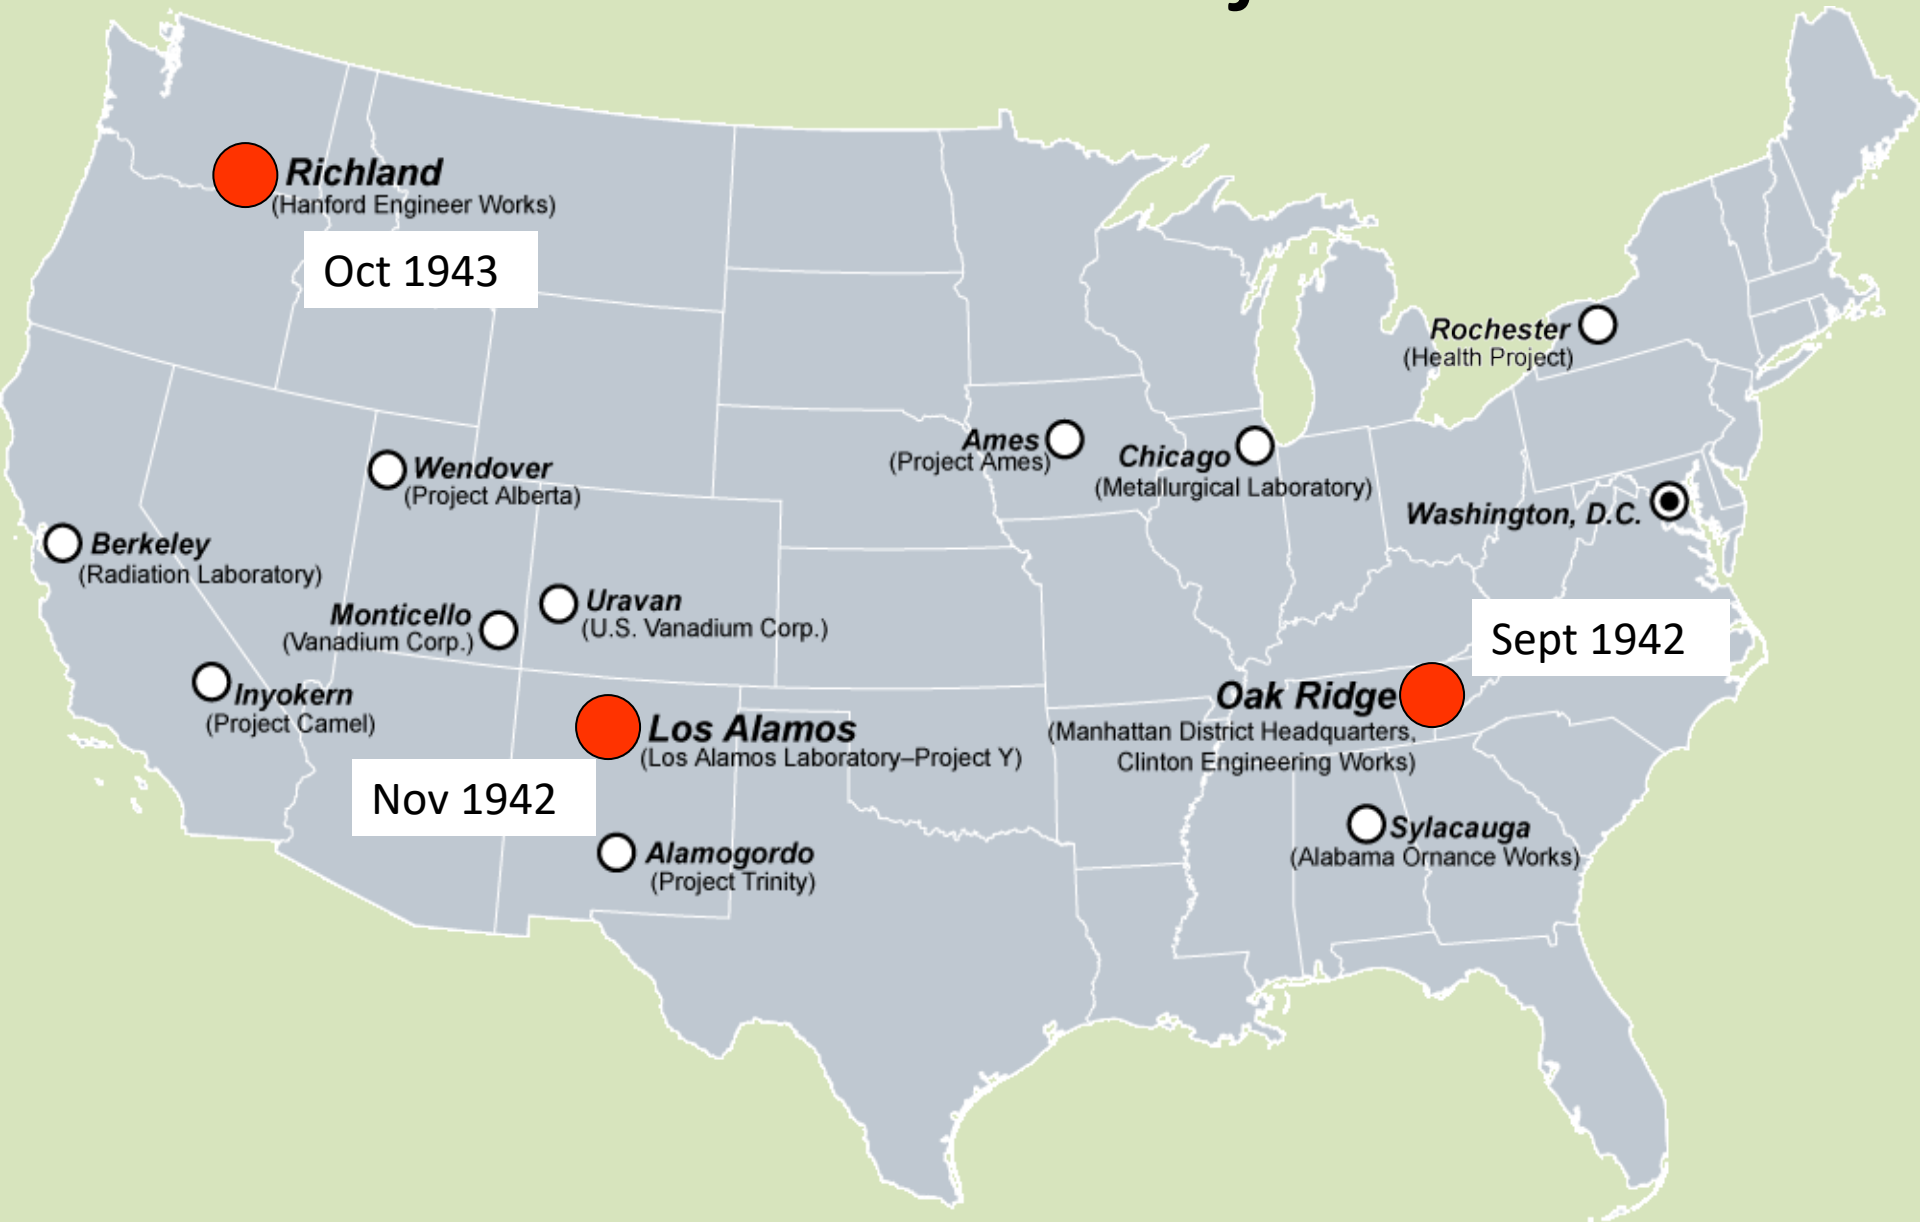 Richland
(Hanford Engineer Works)
Oct 1943
Rochester
(Health Project)
Ames
(Project Ames)
Chicago
(Metallurgical Laboratory)
Wendover
(Project Alberta)
Washington, D.C.
Berkeley
(Radiation Laboratory)
Uravan
(U.S. Vanadium Corp.)
Monticello
(Vanadium Corp.)
Sept 1942
Inyokern
(Project Camel)
Oak Ridge
(Manhattan District Headquarters,
Clinton Engineering Works)
Los Alamos
(Los Alamos Laboratory–Project Y)
Nov 1942
Sylacauga
(Alabama Ornance Works)
Alamogordo
(Project Trinity)